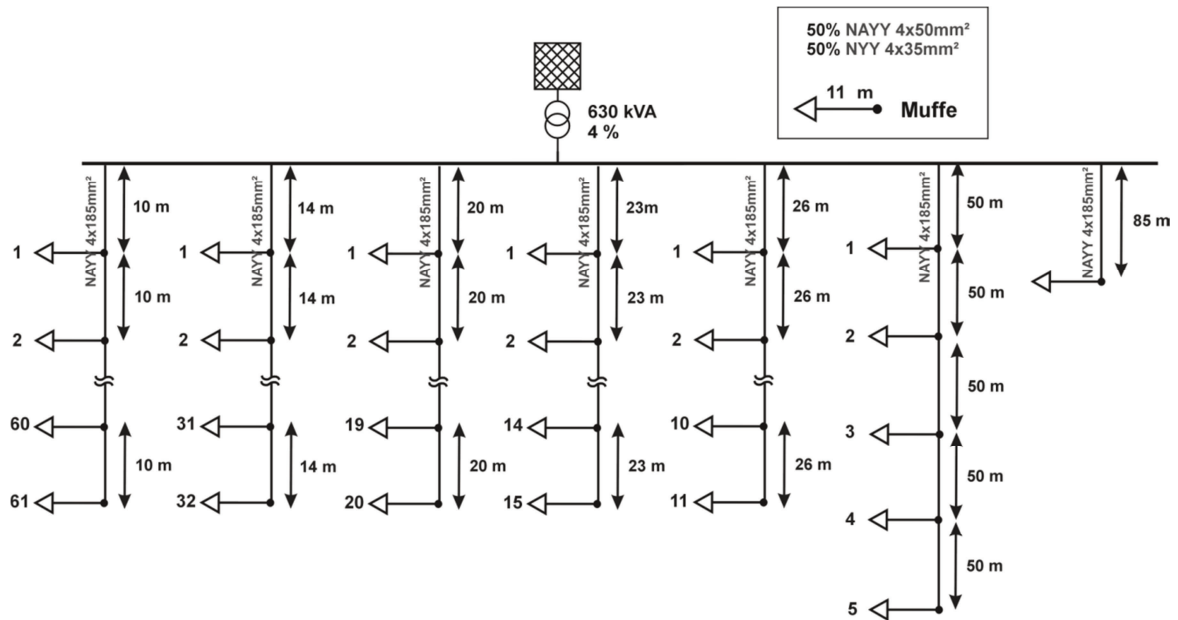 50% NAYY 4x50mm²
50% NYY 4x35mm²
11 m
Muffe
630 kVA
4 %
NAYY 4x185mm²
10 m
1
10 m
2
60
10 m
61
NAYY 4x185mm²
14 m
1
14 m
2
31
14 m
32
NAYY 4x185mm²
20 m
1
20 m
2
19
20 m
20
NAYY 4x185mm²
23m
1
23 m
2
14
23 m
15
NAYY 4x185mm²
26 m
1
26 m
2
10
26 m
11
NAYY 4x185mm²
50 m
1
50 m
2
50 m
3
50 m
4
50 m
5
NAYY 4x185mm²
85 m